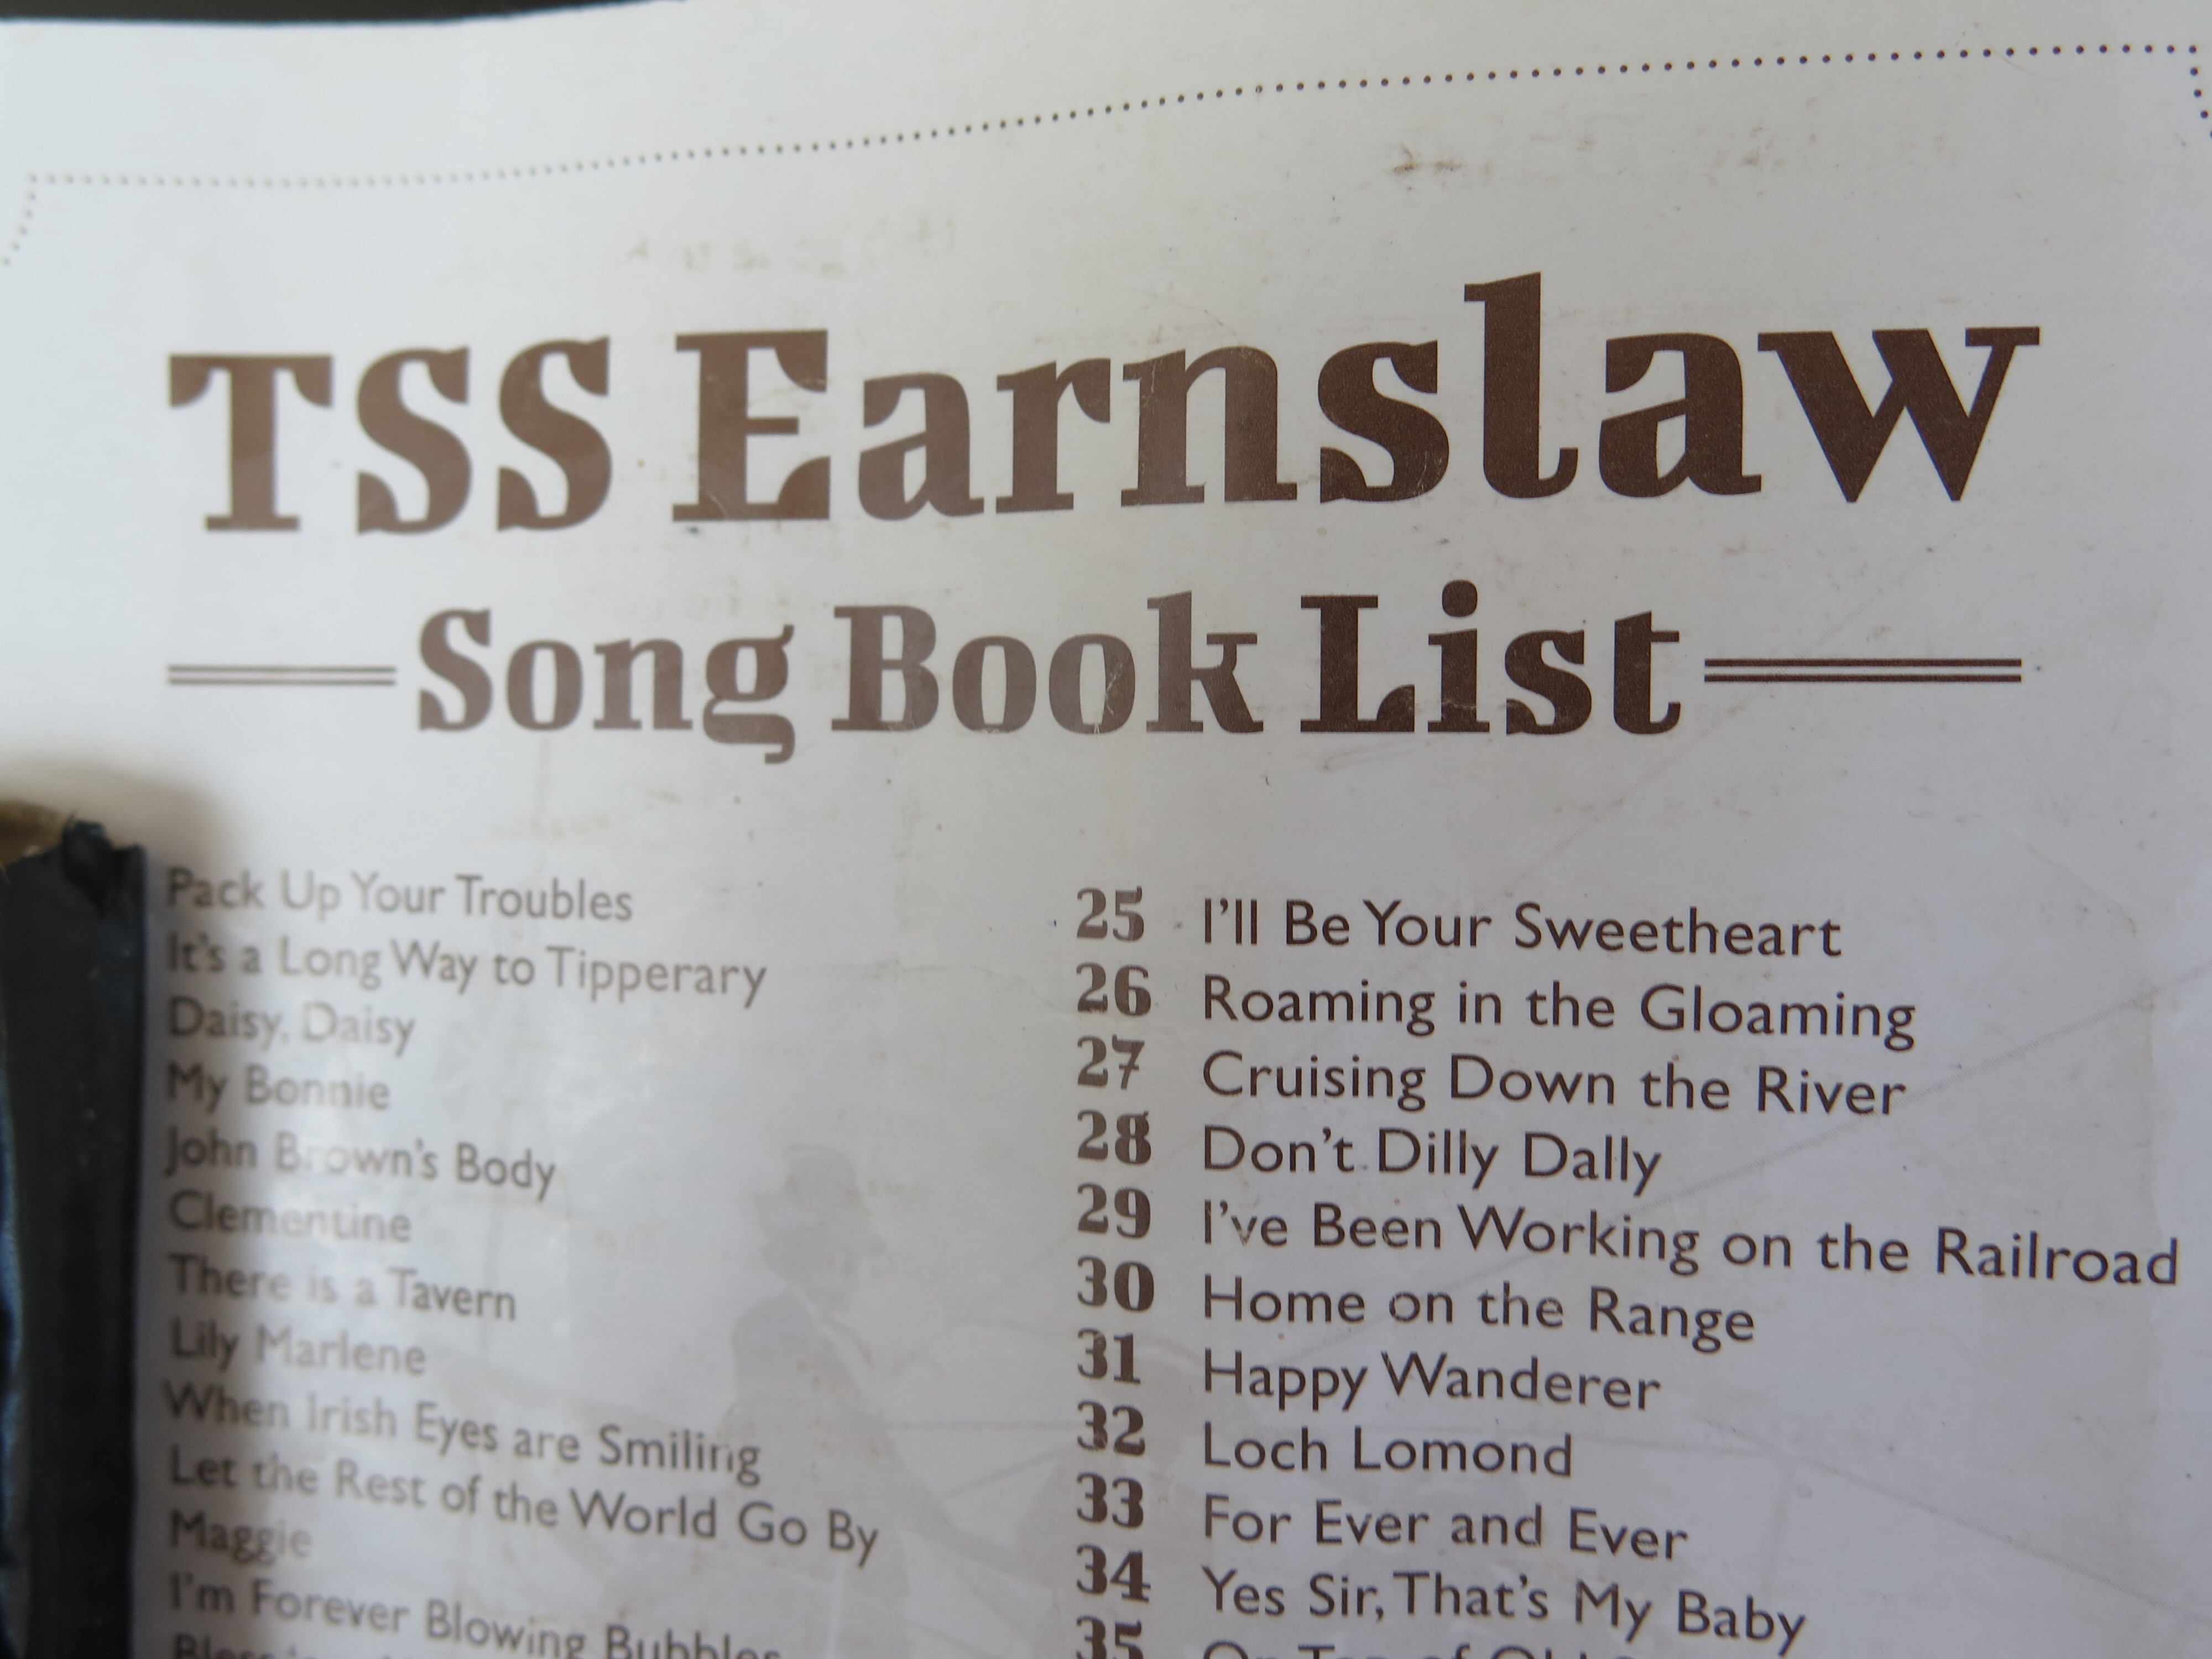 TSS Earnslaw
Song Book List
Pack Up Your Troubles
It's a Long Way to Tipperary
Daisy, Daisy
My Bonnie
John Brown's Body
Clementine
There is a Tavern
Lily Marlene
When Irish Eyes are Smiling
Let the Rest of the World Go By
Maggie
I'm Forever Blowing Bubbles
25 I'll Be Your Sweetheart
26 Roaming in the Gloaming
27 Cruising Down the River
28 Don't Dilly Dally
29 I've Been Working on the Railroad
30 Home on the Range
31 Happy Wanderer
32 Loch Lomond
33 For Ever and Ever
34 Yes Sir, That's My Baby
35 On Top of Old